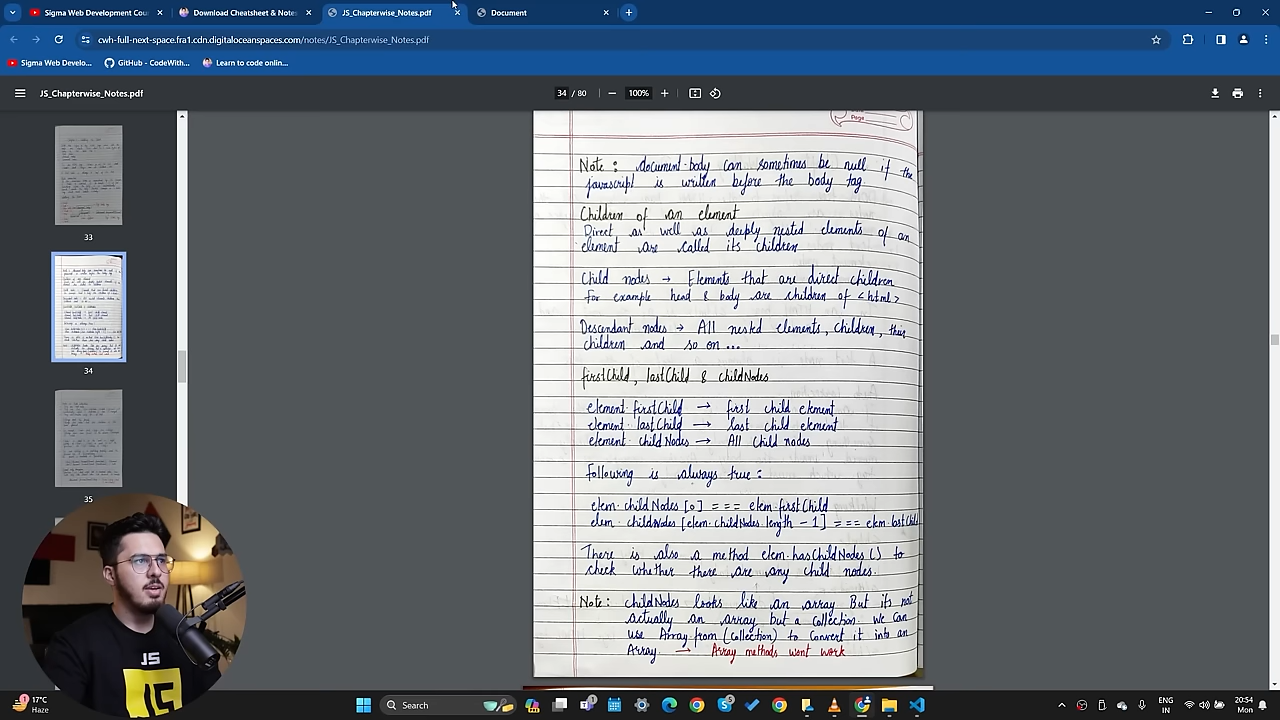 Sigma Web Development Cou
Download Cheatsheet & Notes
JS_Chapterwise_Notes.pdf
Document
cwh-full-next-space.fra1.cdn.digitaloceanspaces.com/notes/JS_Chapterwise_Notes.pdf
Sigma Web Develo...
GitHub - CodeWith...
Learn to code onlin...
JS_Chapterwise_Notes.pdf
34 / 80
100%
33
34
35
Page
Note : document.body can sometimes be null if the
javascript is written before the body tag
Children of an element
Direct as well as deeply nested elements of an
element are called its children
Child nodes → Elements that are direct children
For example head & body are children of <html>
Descendant nodes → All nested elements, children, their
children and so on ...
firstChild, lastChild & childNodes
element.firstChild → first child element
element.lastChild → last child element
element.childNodes → All child nodes
Following is always true :
elem.childNodes [0] === elem.firstChild
elem.childNodes [elem.childNodes.length - 1] === elem.lastChild
There is also a method elem.hasChildNodes () to
check whether there are any child nodes.
Note : childNodes looks like an array But its not
actually an array but a collection. We can
use Array.from (collection) to convert it into an
Array. → Array methods wont work
JS
17°C
Haze
Search
ENG
IN
20:54
Mon